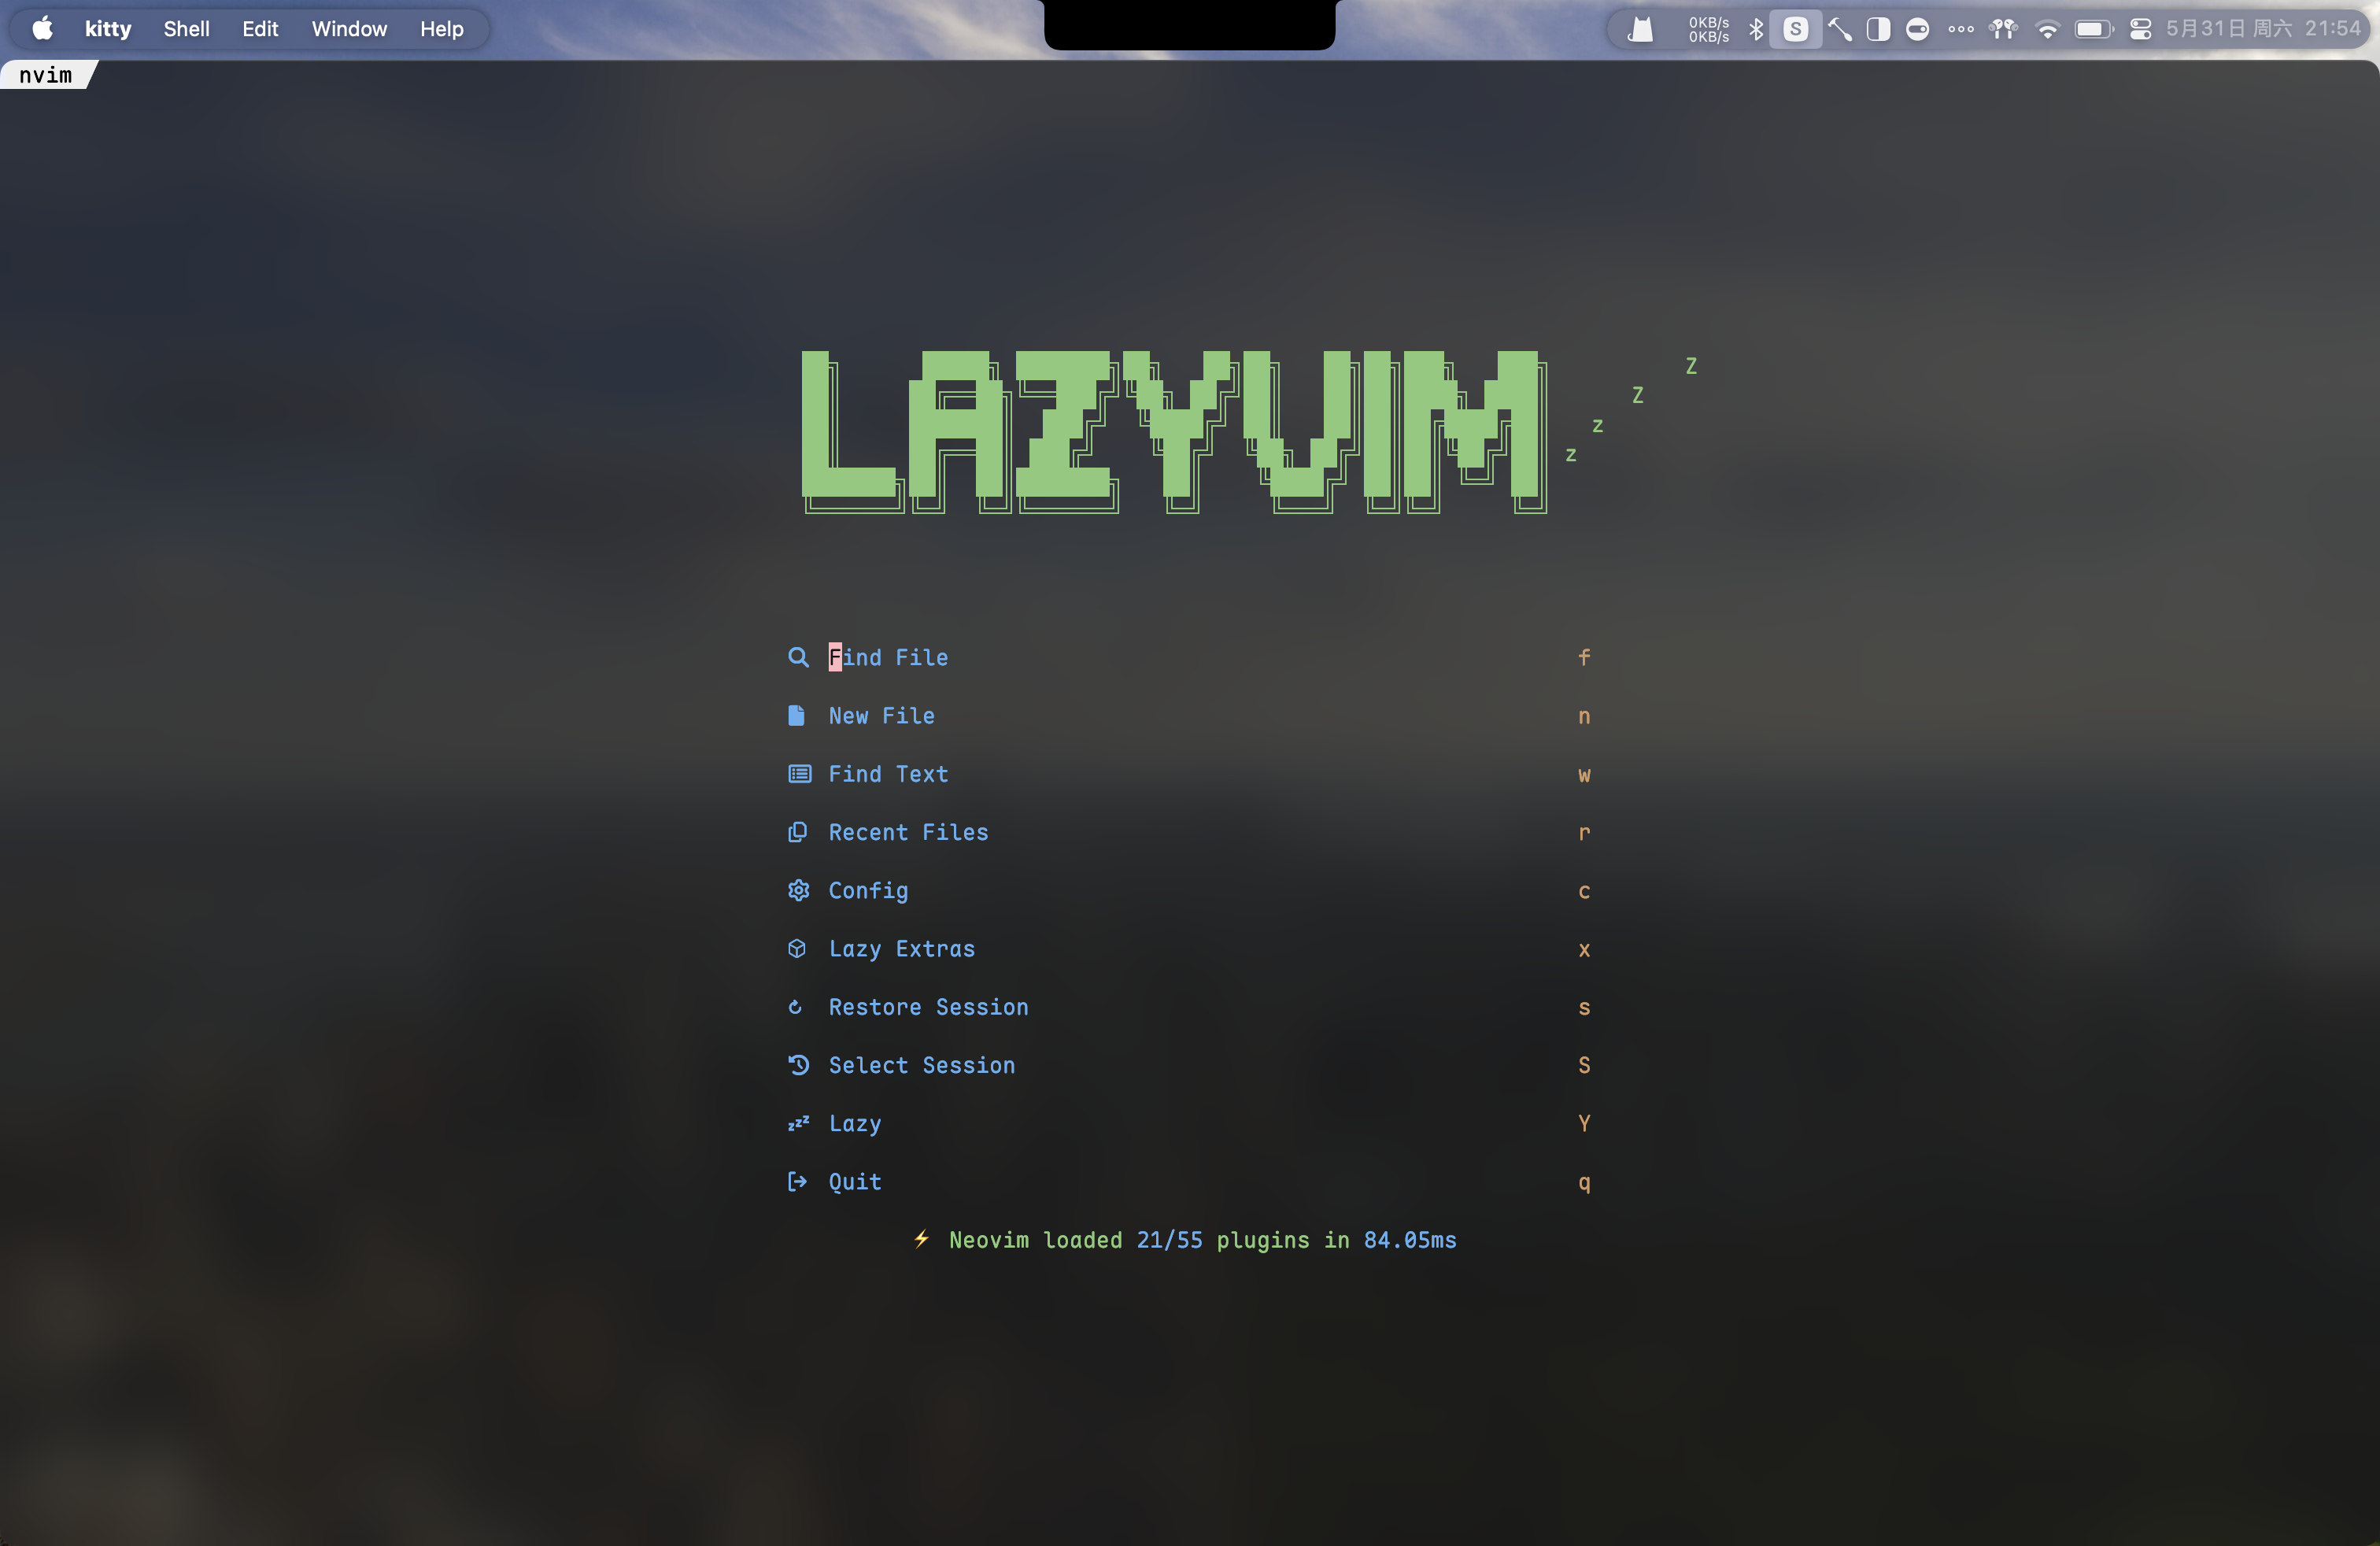 kitty Shell Edit Window Help
0KB/s
0KB/s
S
5月31日 周六 21:54
nvim
LAZYVIM
Z
Z
z
z
Find File f
New File n
Find Text w
Recent Files r
Config c
Lazy Extras x
Restore Session s
Select Session S
zzz Lazy Y
Quit q
⚡ Neovim loaded 21/55 plugins in 84.05ms